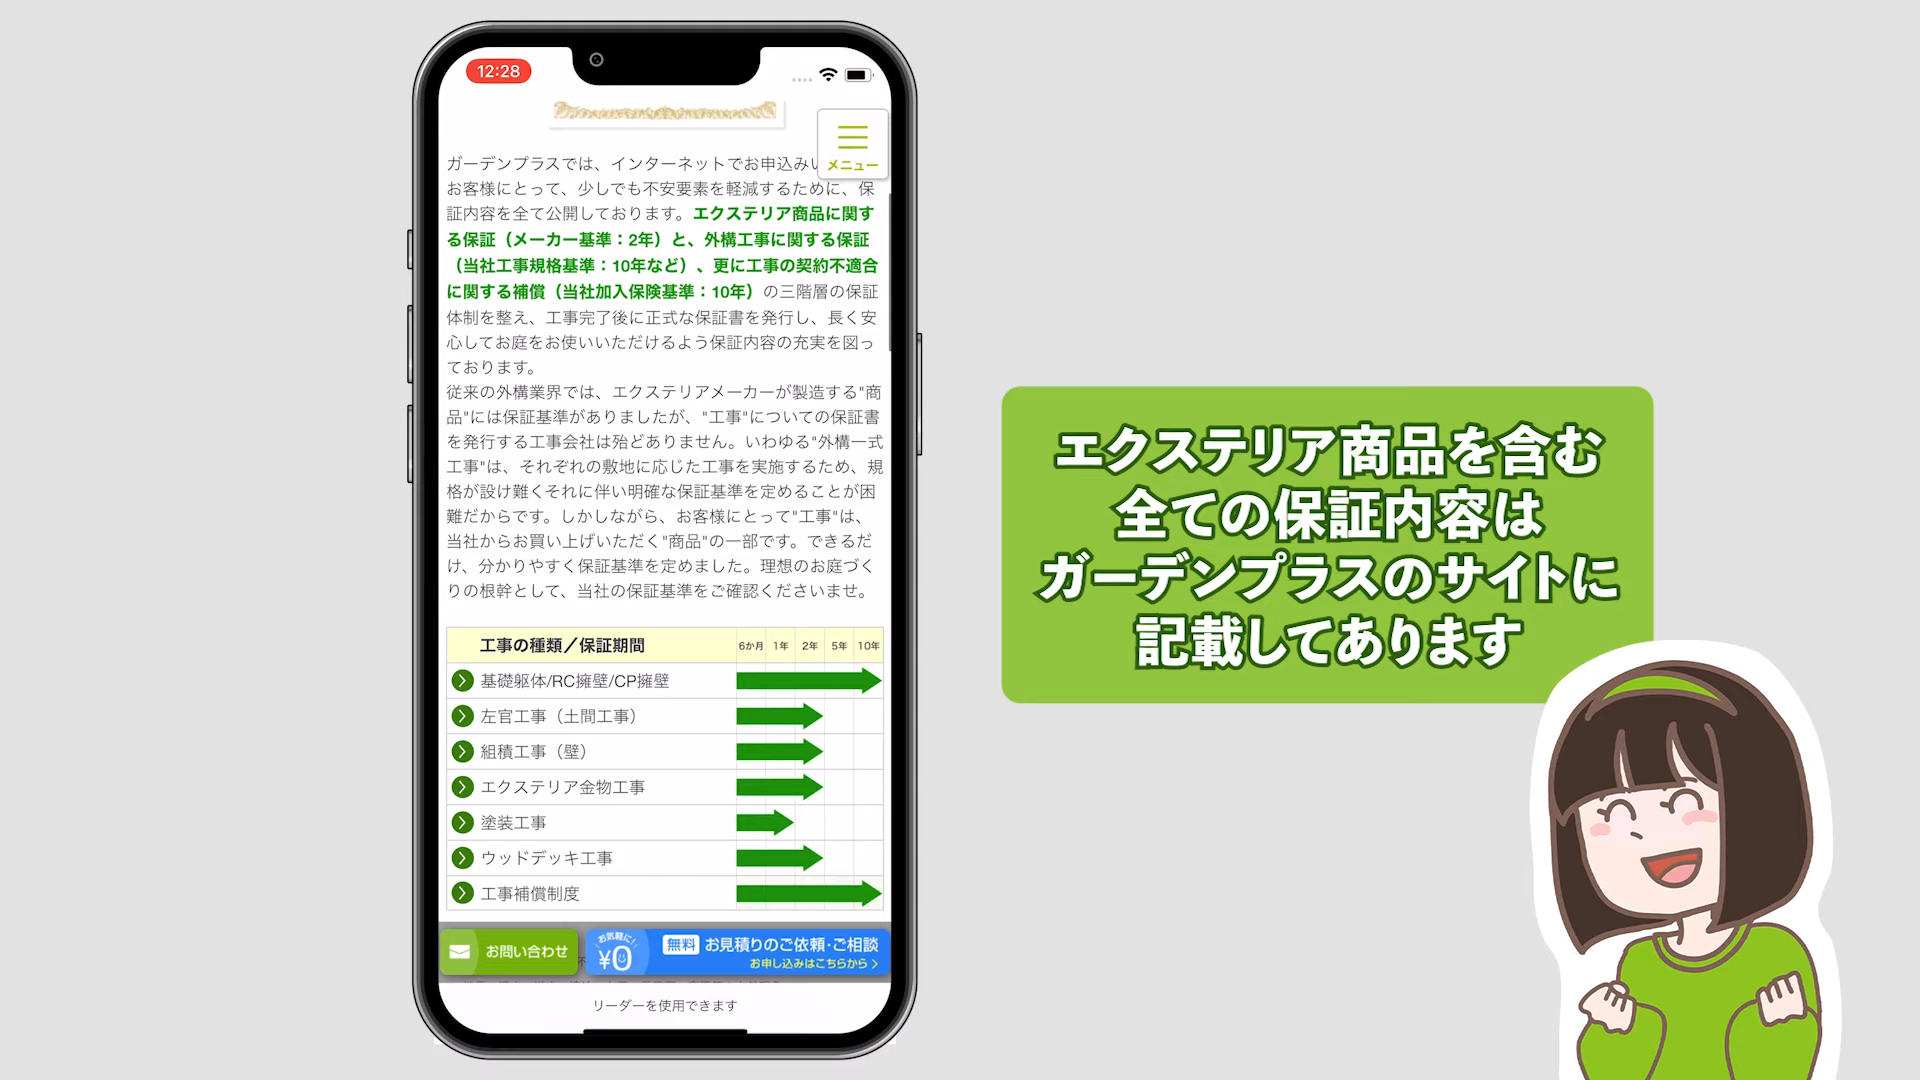 12:28
メニュー
ガーデンプラスでは、インターネットでお申込み
お客様にとって、少しでも不安要素を軽減するために、保
証内容を全て公開しております。エクステリア商品に関す
る保証（メーカー基準：2年）と、外構工事に関する保証
（当社工事規格基準：10年など）、更に工事の契約不適合
に関する補償（当社加入保険基準：10年）の三階層の保証
体制を整え、工事完了後に正式な保証書を発行し、長く安
心してお庭をお使いいただけるよう保証内容の充実を図っ
ております。
従来の外構業界では、エクステリアメーカーが製造する"商
品"には保証基準がありましたが、"工事"についての保証書
を発行する工事会社は殆どありません。いわゆる"外構一式
工事"は、それぞれの敷地に応じた工事を実施するため、規
格が設け難くそれに伴い明確な保証基準を定めることが困
難だからです。しかしながら、お客様にとって"工事"は、
当社からお買い上げいただく"商品"の一部です。できるだ
け、分かりやすく保証基準を定めました。理想のお庭づく
りの根幹として、当社の保証基準をご確認くださいませ。
工事の種類／保証期間 6か月 1年 2年 5年 10年
基礎躯体/RC擁壁/CP擁壁
左官工事（土間工事）
組積工事（壁）
エクステリア金物工事
塗装工事
ウッドデッキ工事
工事補償制度
お問い合わせ
お気軽に!!
¥0
無料 お見積りのご依頼･ご相談
お申し込みはこちらから
リーダーを使用できます
エクステリア商品を含む
全ての保証内容は
ガーデンプラスのサイトに
記載してあります